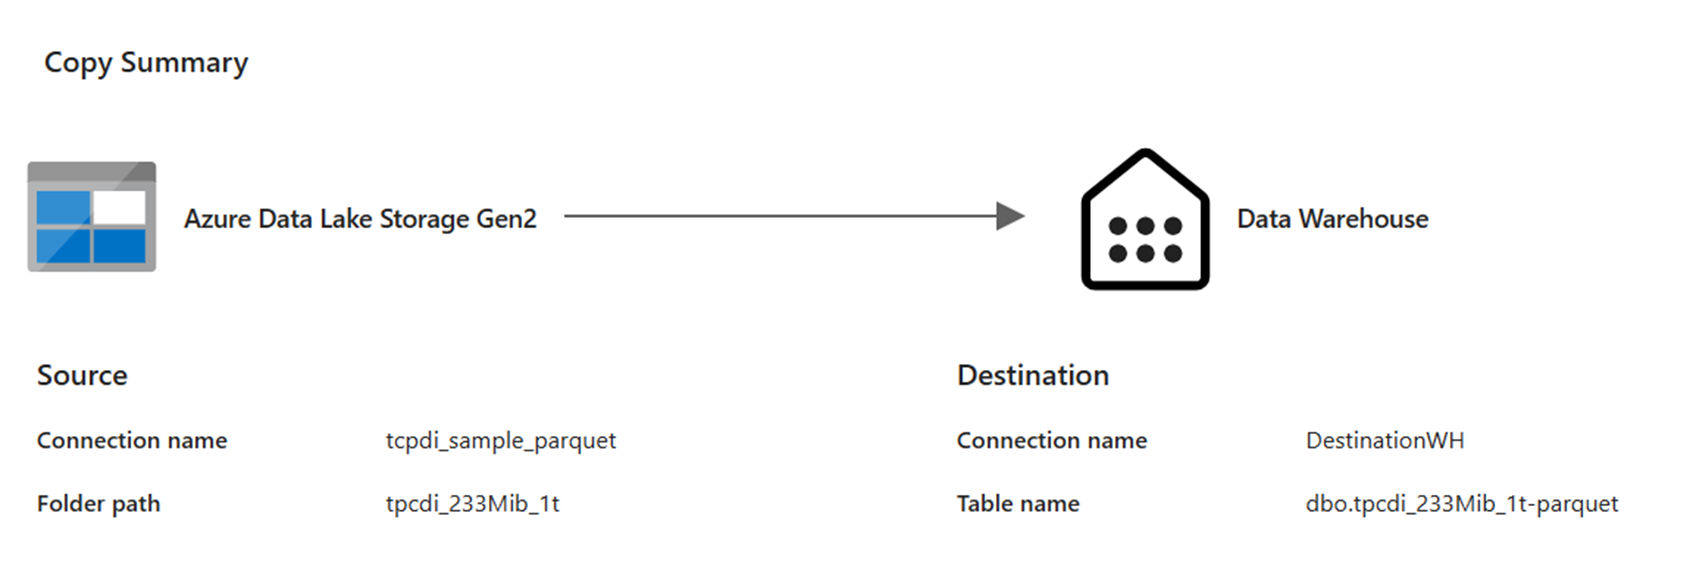 Copy Summary
Azure Data Lake Storage Gen2
Data Warehouse
Source
Connection name tcpdi_sample_parquet
Folder path tpcdi_233Mib_1t
Destination
Connection name DestinationWH
Table name dbo.tpcdi_233Mib_1t-parquet